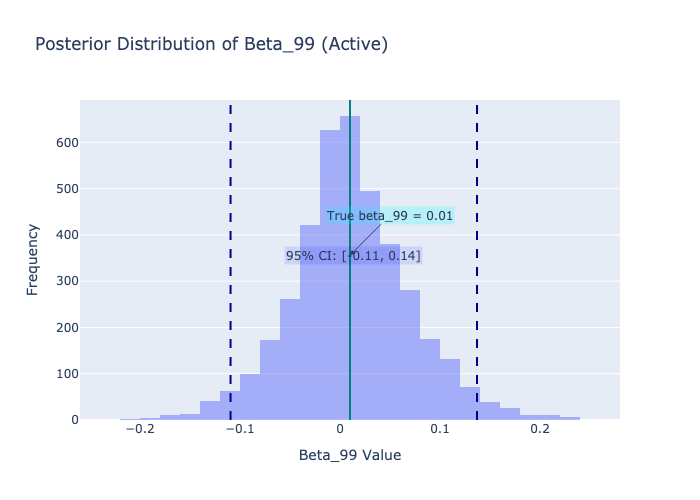 Posterior Distribution of Beta_99 (Active)
600
500
400
300
200
100
0
Frequency
True beta_99 = 0.01
95% CI: [-0.11, 0.14]
−0.2
−0.1
0
0.1
0.2
Beta_99 Value